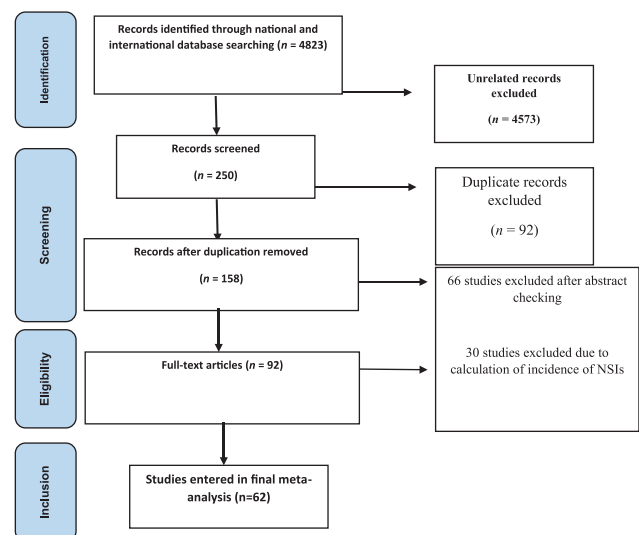 Identification
Records identified through national and
international database searching (n = 4823)
Unrelated records
excluded
(n = 4573)
Records screened
(n = 250)
Screening
Duplicate records
excluded
(n = 92)
Records after duplication removed
(n = 158)
66 studies excluded after abstract
checking
Eligibility
Full-text articles (n = 92)
30 studies excluded due to
calculation of incidence of NSIs
Inclusion
Studies entered in final meta-
analysis (n=62)